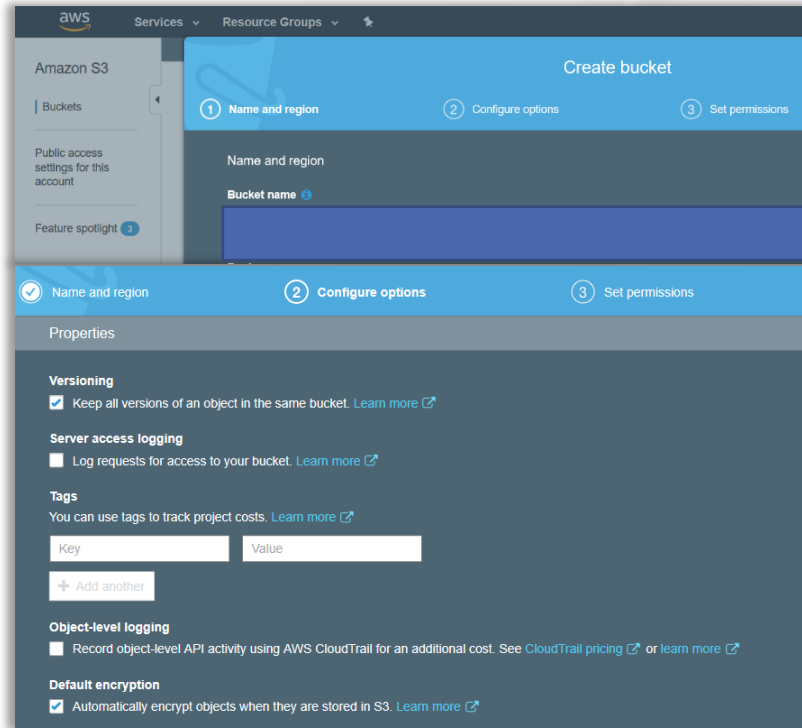 aws
Services
Resource Groups
Amazon S3
Buckets
Public access
settings for this
account
Feature spotlight 3
Create bucket
1 Name and region
2 Configure options
3 Set permissions
Name and region
Bucket name
Name and region
2 Configure options
3 Set permissions
Properties
Versioning
Keep all versions of an object in the same bucket. Learn more
Server access logging
Log requests for access to your bucket. Learn more
Tags
You can use tags to track project costs. Learn more
Key
Value
+ Add another
Object-level logging
Record object-level API activity using AWS CloudTrail for an additional cost. See CloudTrail pricing or learn more
Default encryption
Automatically encrypt objects when they are stored in S3. Learn more